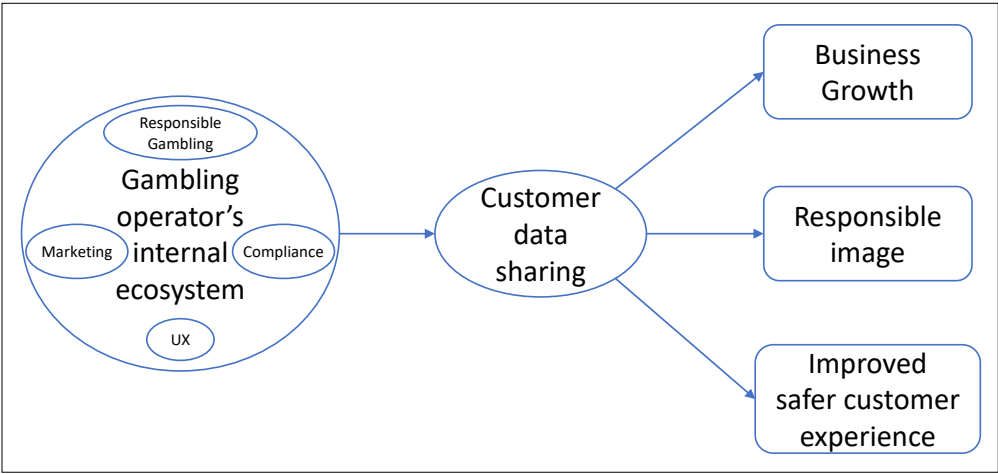 Responsible
Gambling
Gambling
operator's
internal
ecosystem
Marketing
Compliance
UX
Customer
data
sharing
Business
Growth
Responsible
image
Improved
safer customer
experience